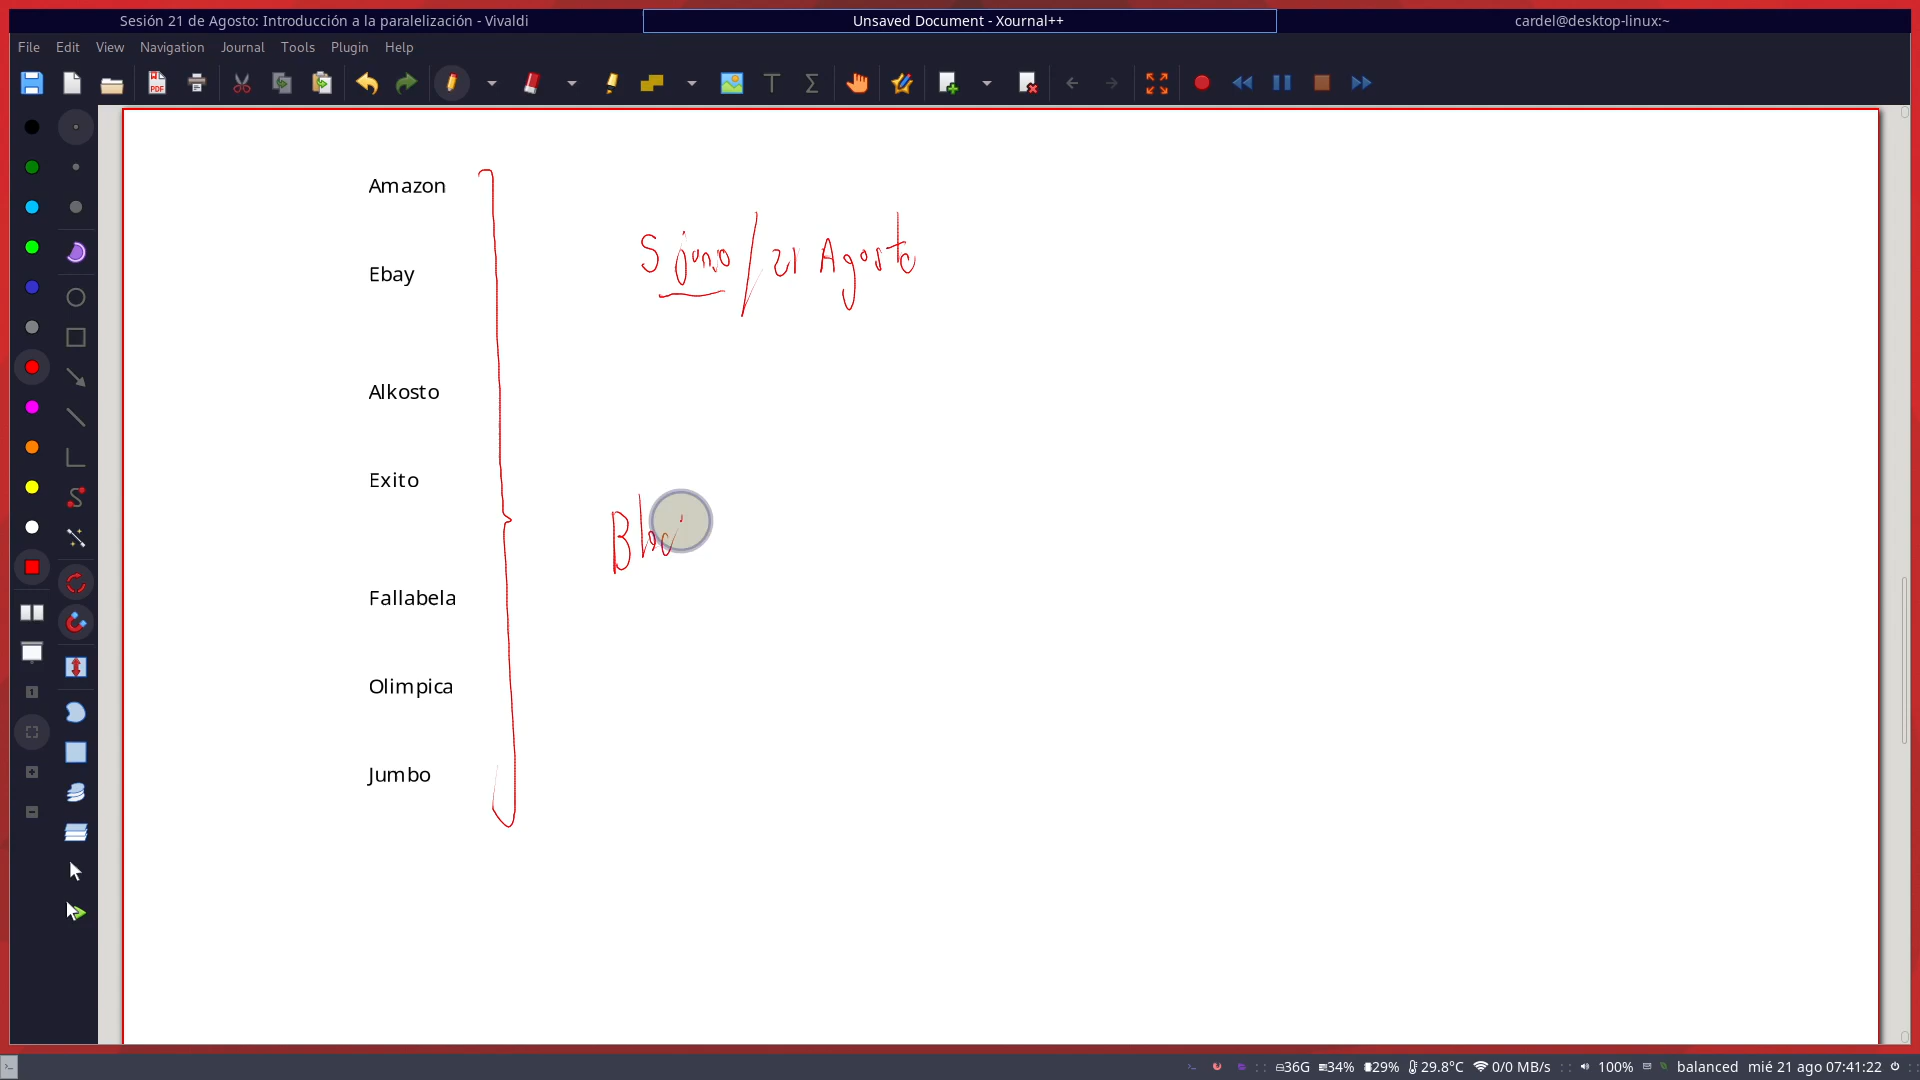 Sesión 21 de Agosto: Introducción a la paralelización - Vivaldi
Unsaved Document - Xournal++
cardel@desktop-linux:~
File Edit View Navigation Journal Tools Plugin Help
Amazon
5 junio / 21 Agosto
Ebay
Alkosto
Exito
Fallabela
Olimpica
Jumbo
36G 34% 29% 29.8°C 0/0 MB/s 100% balanced mié 21 ago 07:41:22